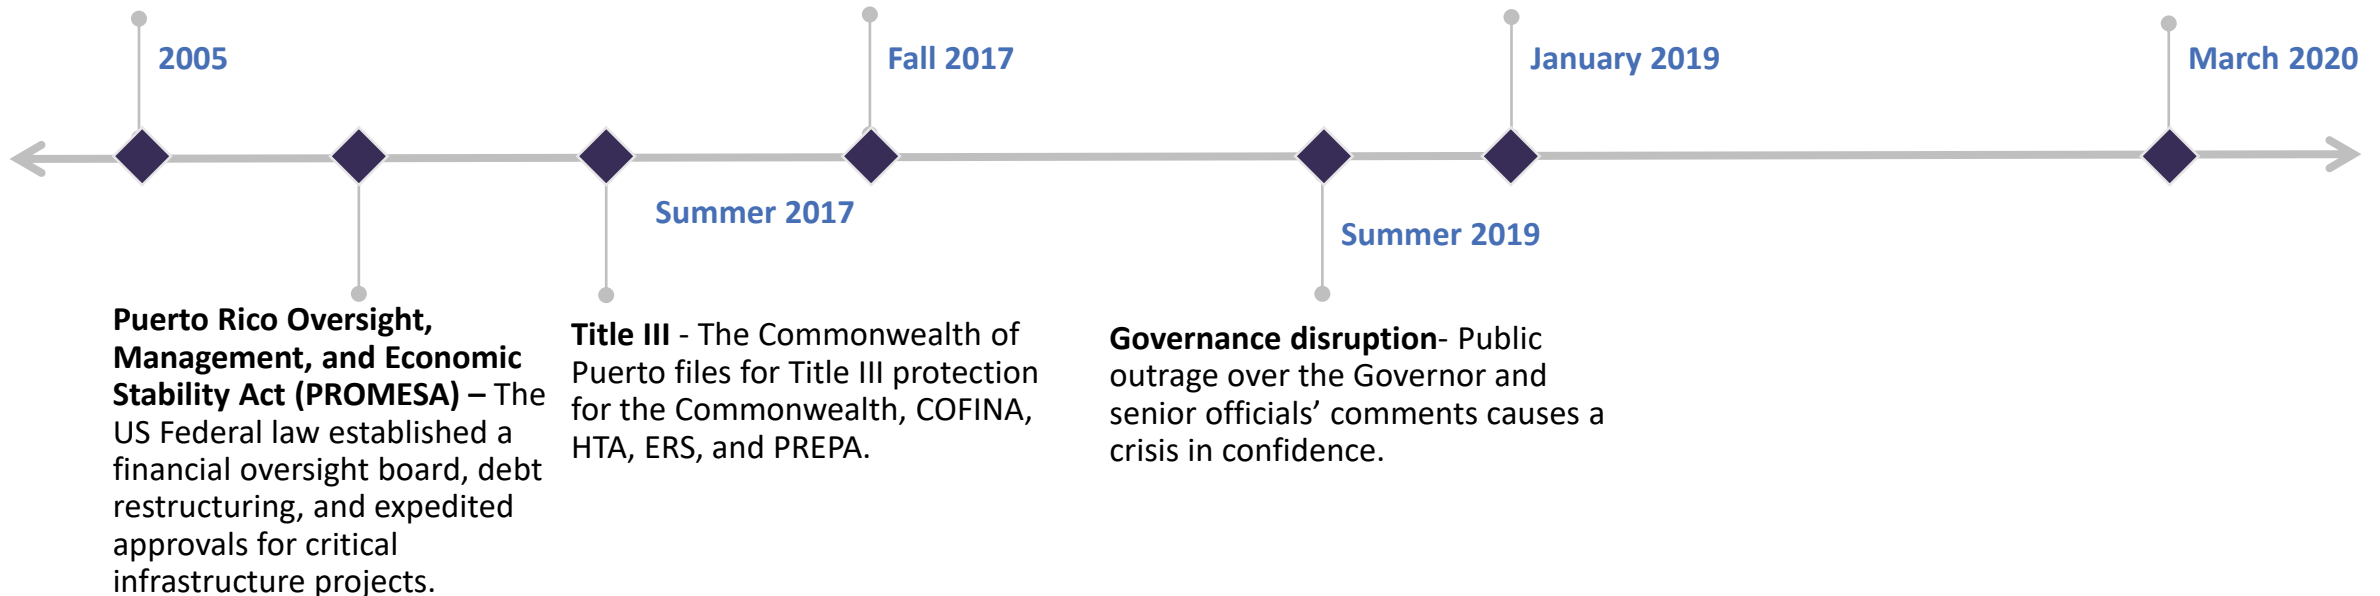 2005
Fall 2017
January 2019
March 2020
Summer 2017
Summer 2019
Puerto Rico Oversight,
Management, and Economic
Stability Act (PROMESA) – The
US Federal law established a
financial oversight board, debt
restructuring, and expedited
approvals for critical
infrastructure projects.
Title III - The Commonwealth of
Puerto files for Title III protection
for the Commonwealth, COFINA,
HTA, ERS, and PREPA.
Governance disruption- Public
outrage over the Governor and
senior officials’ comments causes a
crisis in confidence.